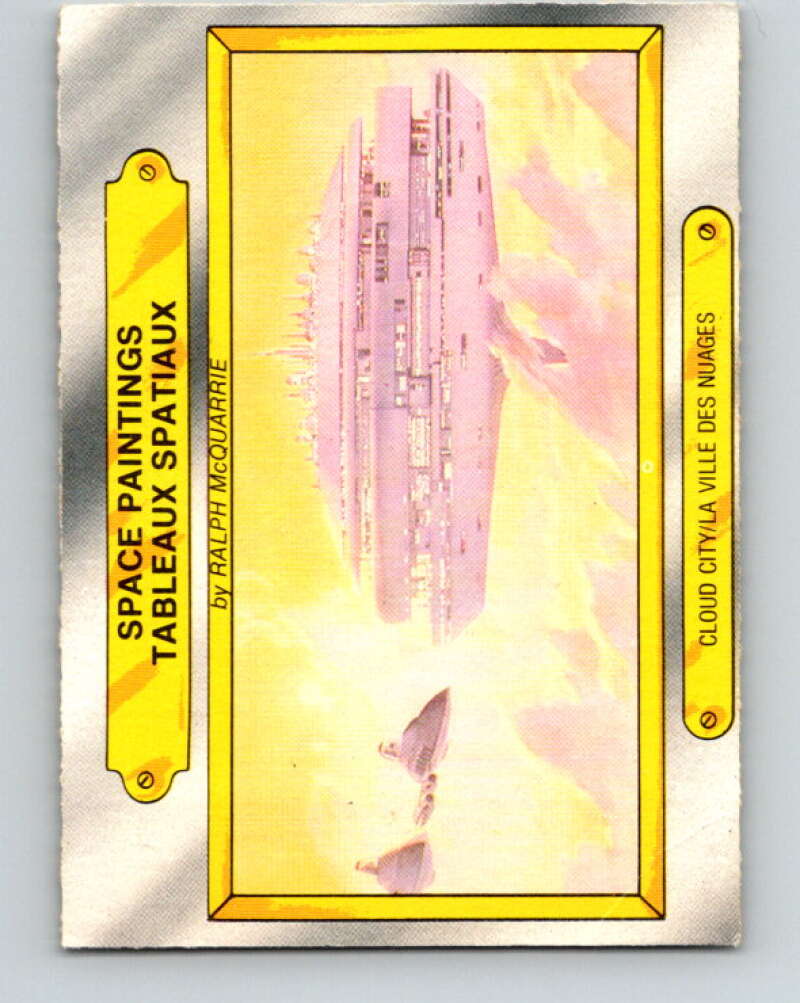 SPACE PAINTINGS
TABLEAUX SPATIAUX
by RALPH McQUARRIE
CLOUD CITY/LA VILLE DES NUAGES